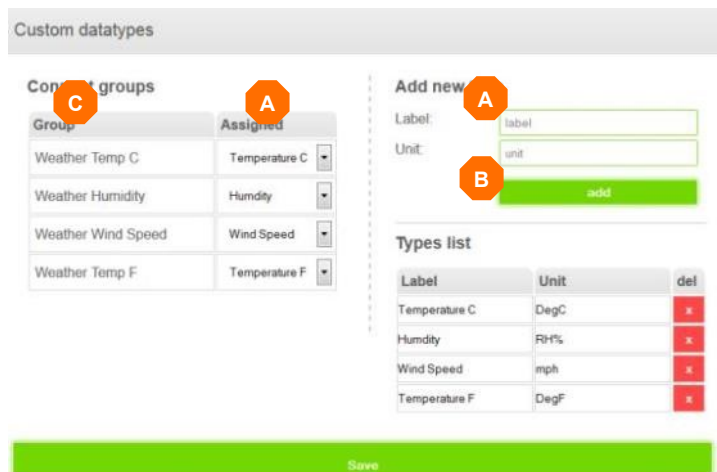 Custom datatypes
C
A
groups
Group
Assigned
Weather Temp C
Temperature C
Weather Humidity
Humdity
Weather Wind Speed
Wind Speed
Weather Temp F
Temperature F
Add new
A
Label:
label
Unit:
unit
B
add
Types list
Label Unit del
Temperature C DegC x
Humdity RH% x
Wind Speed mph x
Temperature F DegF x
Save